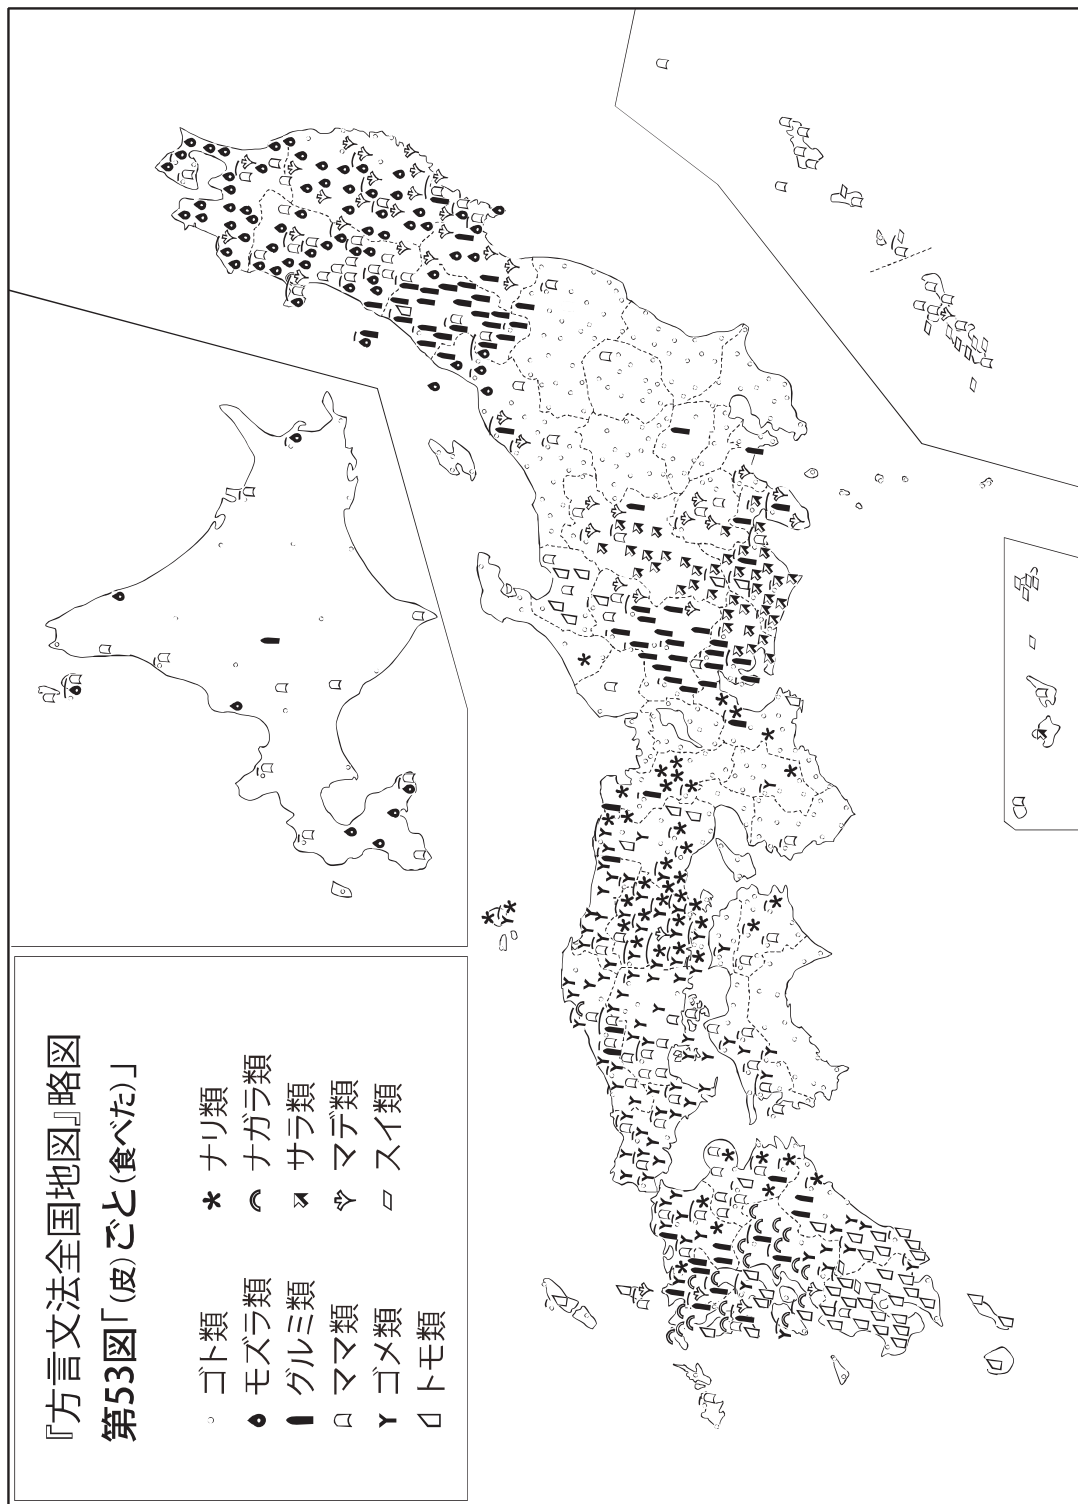 『方言文法全国地図』略図
第53図「(皮)ごと(食べた)」
ゴト類
モズラ類
グルミ類
ママ類
ゴメ類
トモ類
ナリ類
ナガラ類
サラ類
マデ類
スイ類